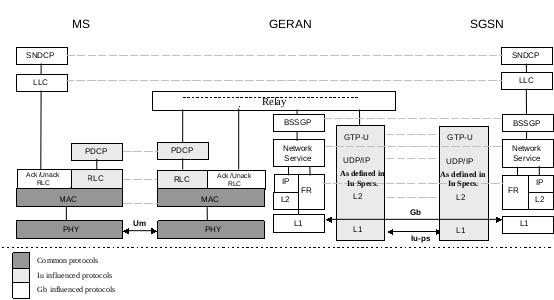 MS GERAN SGSN
SNDCP SNDCP
LLC LLC
Relay
BSSGP BSSGP
GTP-U GTP-U
PDCP PDCP Network Service UDP/IP UDP/IP Network Service
As defined in Iu Specs. As defined in Iu Specs.
Ack/Unack RLC RLC RLC Ack/Unack RLC IP FR FR IP
MAC MAC L2 L2 L2 L2
Gb
PHY Um PHY L1 L1 L1 L1
Iu-ps
Common protocols
Iu influenced protocols
Gb influenced protocols